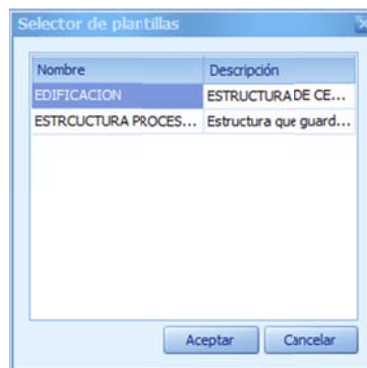 Selector de plantillas
Nombre Descripción
EDIFICACION ESTRUCTURA DE CE...
ESTRCUCTURA PROCES... Estructura que guard...
Aceptar Cancelar